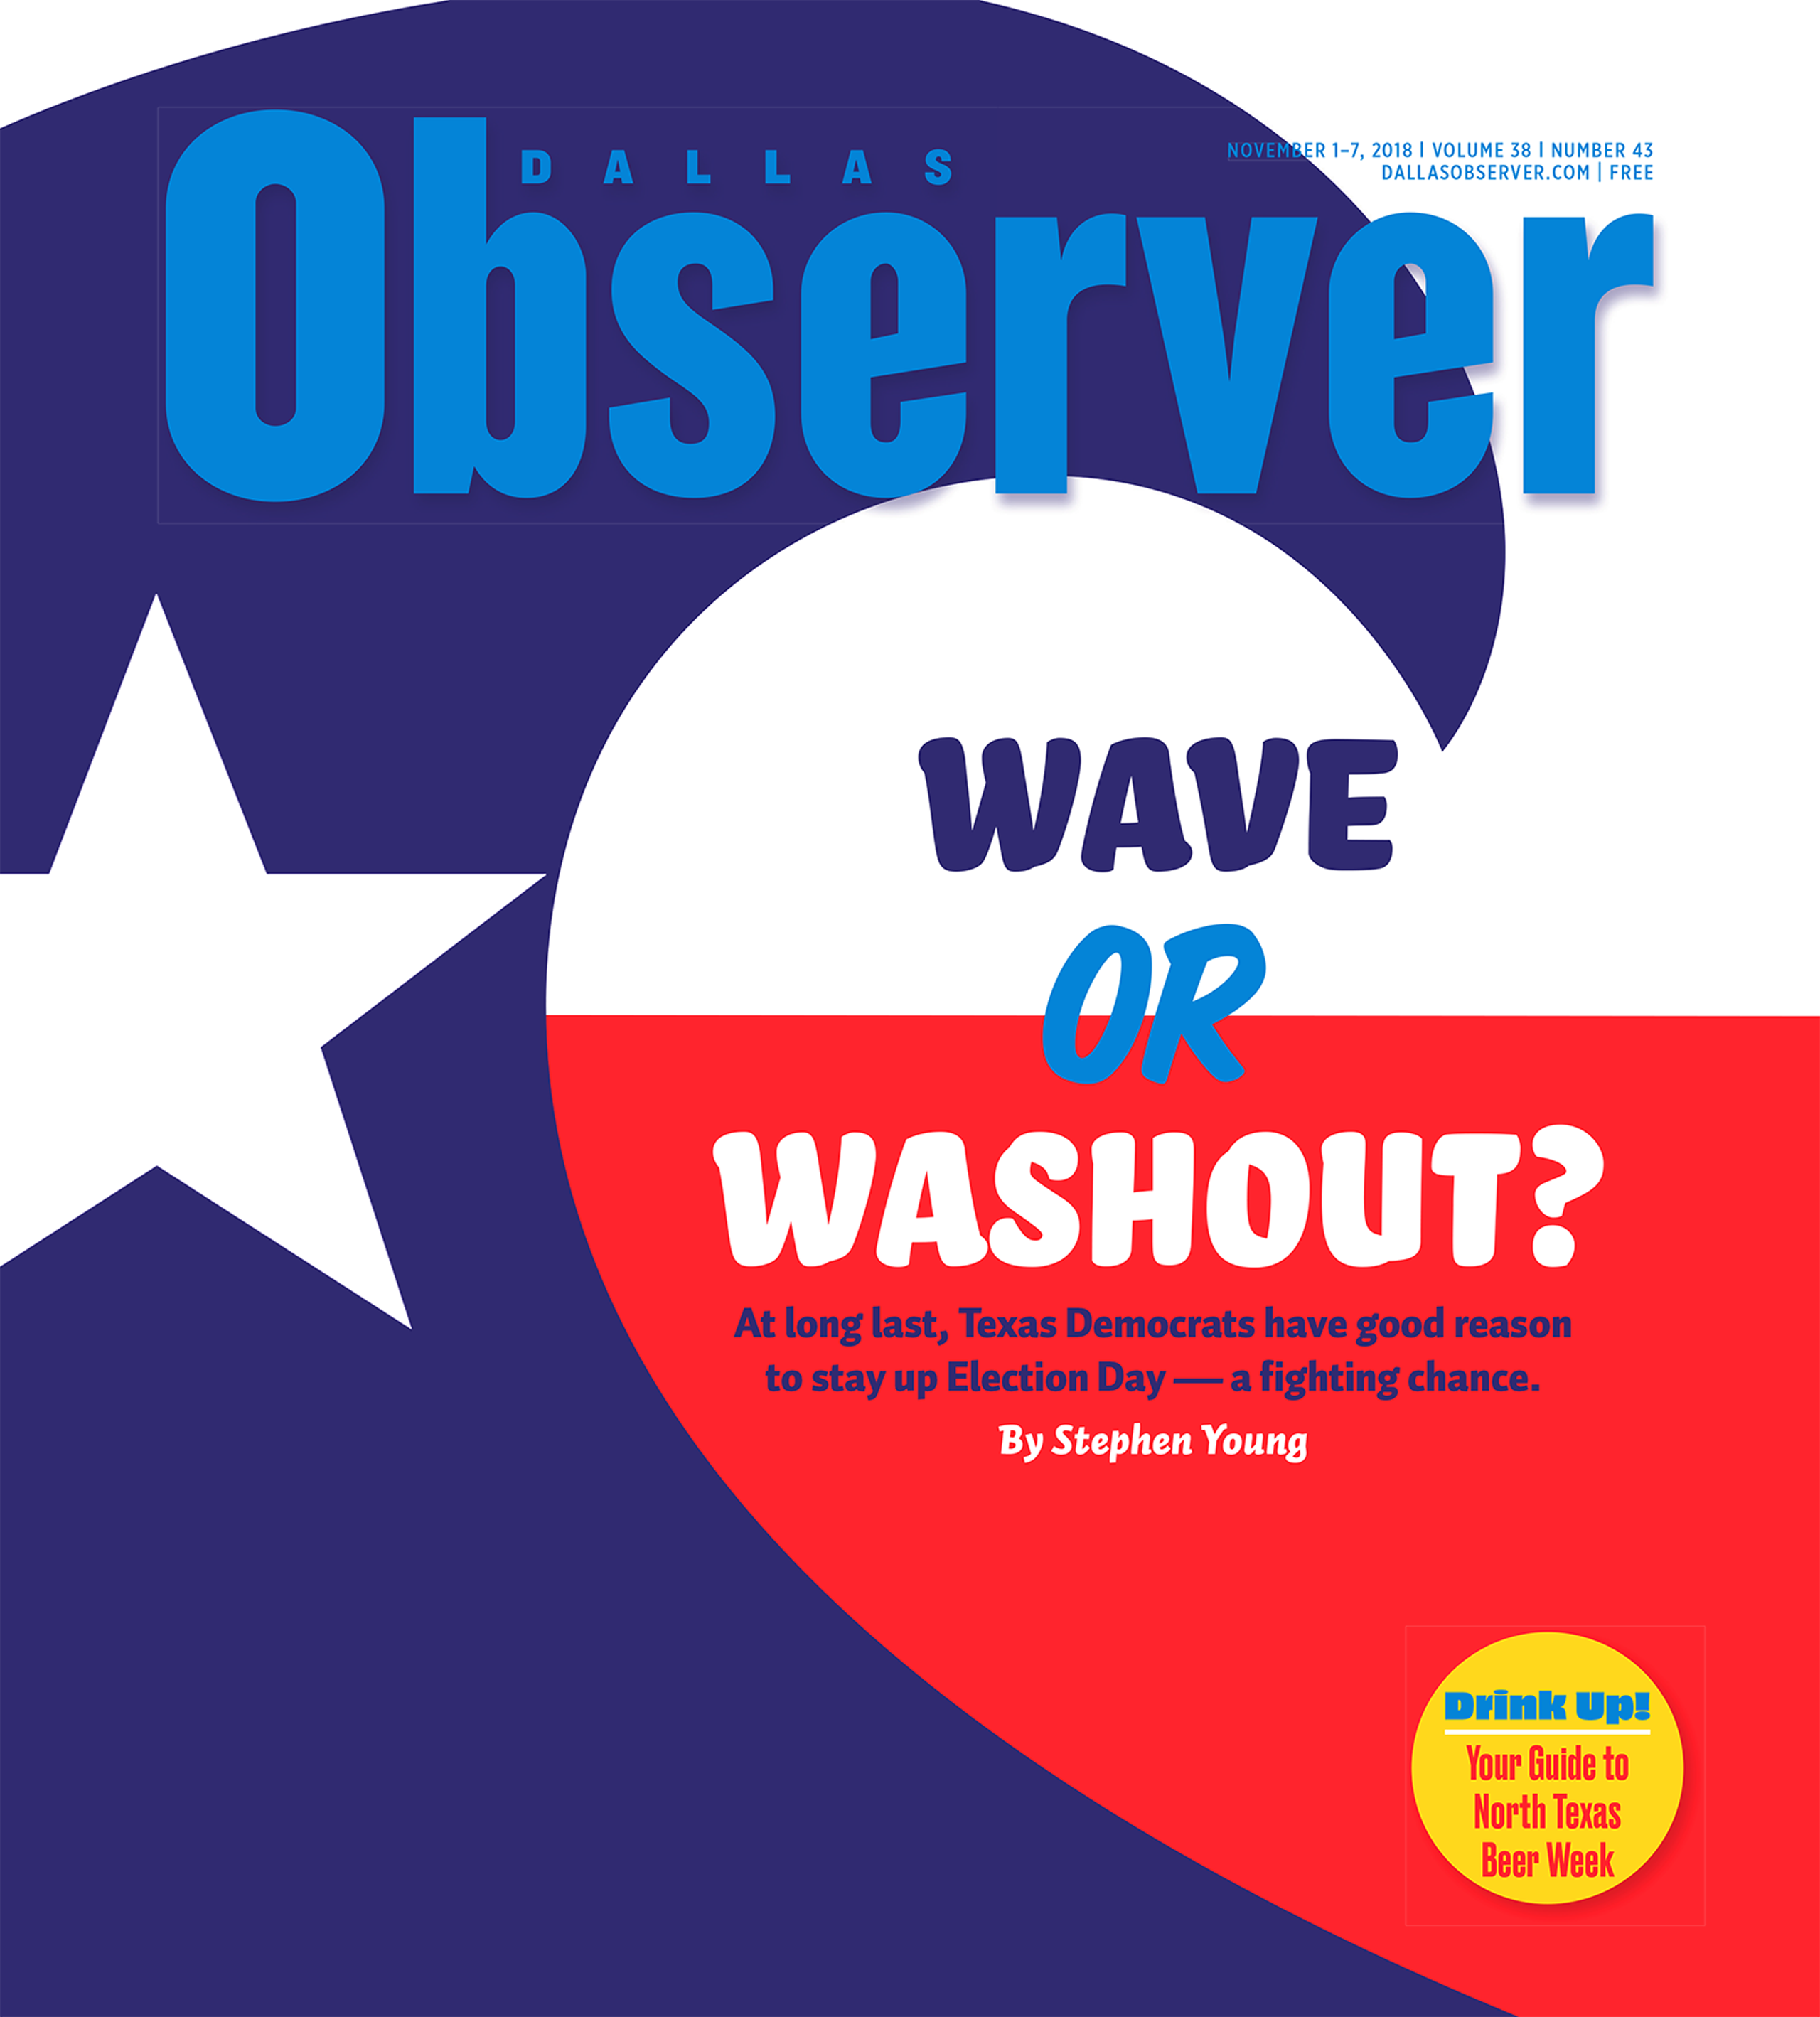 DALLAS
Observer
NOVEMBER 1–7, 2018 | VOLUME 38 | NUMBER 43
DALLASOBSERVER.COM | FREE
WAVE
OR
WASHOUT?
At long last, Texas Democrats have good reason
to stay up Election Day — a fighting chance.
By Stephen Young
Drink Up!
Your Guide to
North Texas
Beer Week